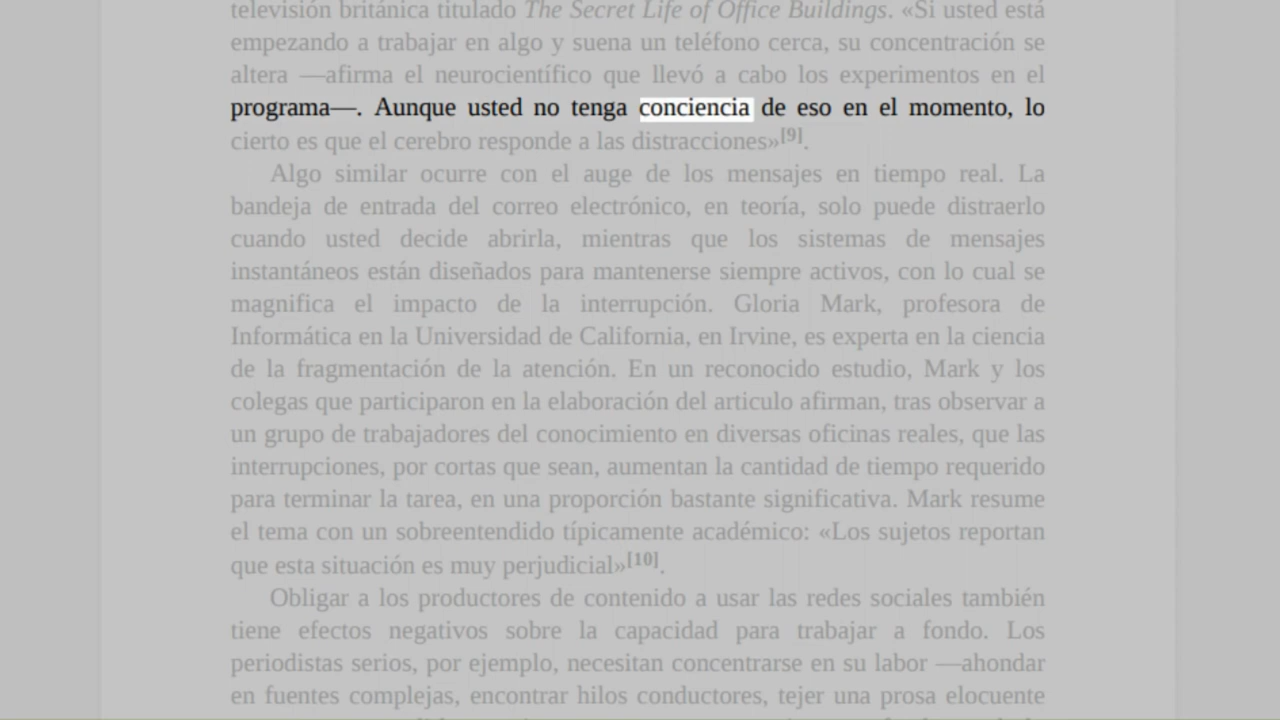 televisión británica titulado The Secret Life of Office Buildings. «Si usted está
empezando a trabajar en algo y suena un teléfono cerca, su concentración se
altera —afirma el neurocientífico que llevó a cabo los experimentos en el
programa—. Aunque usted no tenga conciencia de eso en el momento, lo
cierto es que el cerebro responde a las distracciones»[9].
Algo similar ocurre con el auge de los mensajes en tiempo real. La
bandeja de entrada del correo electrónico, en teoría, solo puede distraerlo
cuando usted decide abrirla, mientras que los sistemas de mensajes
instantáneos están diseñados para mantenerse siempre activos, con lo cual se
magnifica el impacto de la interrupción. Gloria Mark, profesora de
Informática en la Universidad de California, en Irvine, es experta en la ciencia
de la fragmentación de la atención. En un reconocido estudio, Mark y los
colegas que participaron en la elaboración del articulo afirman, tras observar a
un grupo de trabajadores del conocimiento en diversas oficinas reales, que las
interrupciones, por cortas que sean, aumentan la cantidad de tiempo requerido
para terminar la tarea, en una proporción bastante significativa. Mark resume
el tema con un sobreentendido típicamente académico: «Los sujetos reportan
que esta situación es muy perjudicial»[10].
Obligar a los productores de contenido a usar las redes sociales también
tiene efectos negativos sobre la capacidad para trabajar a fondo. Los
periodistas serios, por ejemplo, necesitan concentrarse en su labor —ahondar
en fuentes complejas, encontrar hilos conductores, tejer una prosa elocuente